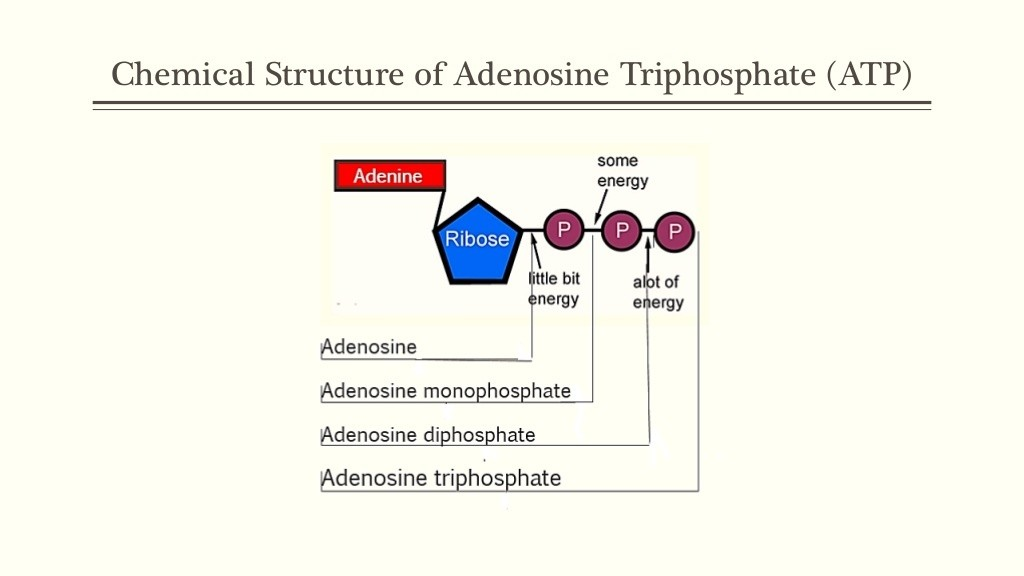 Chemical Structure of Adenosine Triphosphate (ATP)
some
energy
Adenine
Ribose
P
P
P
little bit
energy
alot of
energy
Adenosine
Adenosine monophosphate
Adenosine diphosphate
Adenosine triphosphate